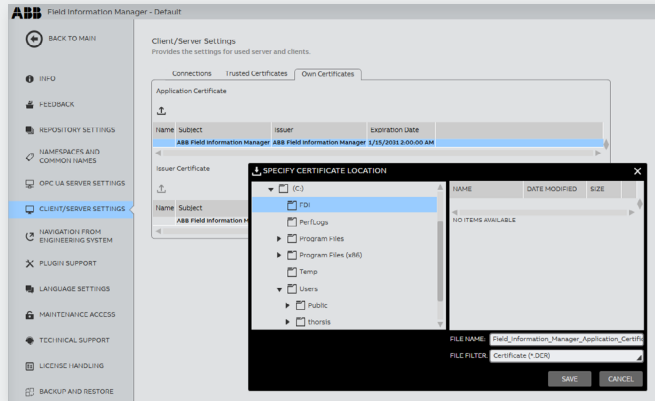 ABB Field Information Manager - Default
BACK TO MAIN
INFO
FEEDBACK
REPOSITORY SETTINGS
NAMESPACES AND
COMMON NAMES
OPC UA SERVER SETTINGS
CLIENT/SERVER SETTINGS
NAVIGATION FROM
ENGINEERING SYSTEM
PLUGIN SUPPORT
LANGUAGE SETTINGS
MAINTENANCE ACCESS
TECHNICAL SUPPORT
LICENSE HANDLING
BACKUP AND RESTORE
Client/Server Settings
Provides the settings for used server and clients.
Connections Trusted Certificates Own Certificates
Application Certificate
Name Subject Issuer Expiration Date
ABB Field Information Manager ABB Field Information Manager 1/15/2031 2:00:00 AM
Issuer Certificate
Name Subject
ABB Field Information M
SPECIFY CERTIFICATE LOCATION
(C:)
FDI
PerfLogs
Program Files
Program Files (x86)
Temp
Users
Public
thorsis
NAME DATE MODIFIED SIZE
NO ITEMS AVAILABLE
FILE NAME: Field_Information_Manager_Application_Certific
FILE FILTER: Certificate (*.DER)
SAVE CANCEL